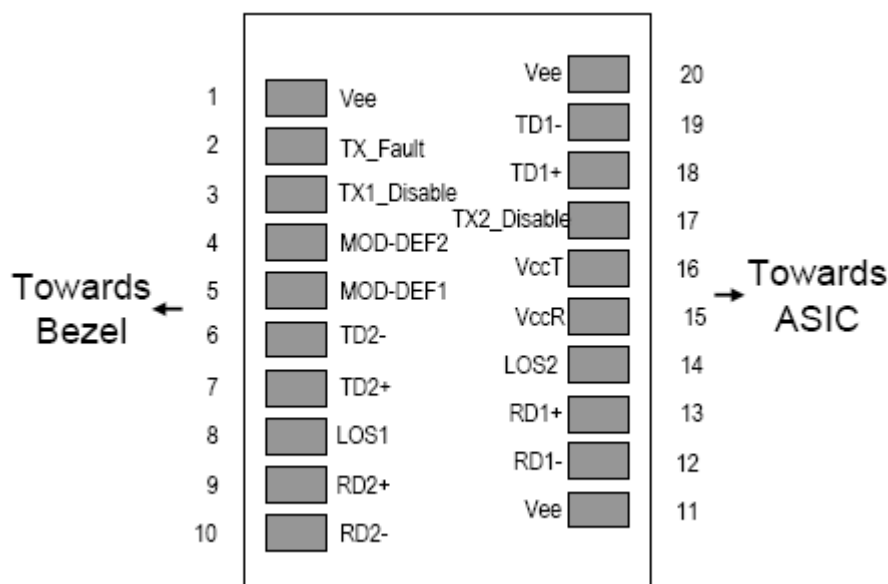 1 Vee
2 TX_Fault
3 TX1_Disable
4 MOD-DEF2
5 MOD-DEF1
6 TD2-
7 TD2+
8 LOS1
9 RD2+
10 RD2-
Towards
Bezel
Vee 20
TD1- 19
TD1+ 18
TX2_Disable 17
VccT 16
VccR 15
LOS2 14
RD1+ 13
RD1- 12
Vee 11
Towards
ASIC